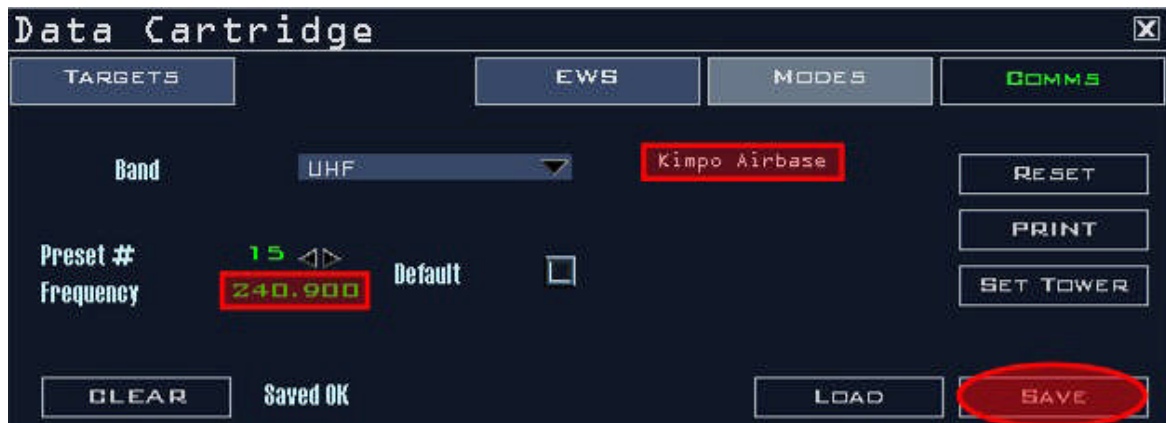 Data Cartridge X
TARGETS EWS MODES COMMS
Band UHF Kimpo Airbase RESET
PRINT
Preset # 15
Default
Frequency 240.900 SET TOWER
CLEAR Saved OK LOAD SAVE